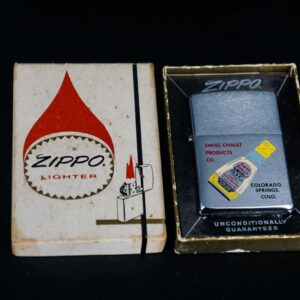 ZIPPO
LIGHTER
ZIPPO
SWISS CHALET
PRODUCTS
CO.
COLORADO
SPRINGS,
COLO.
UNCONDITIONALLY
GUARANTEED